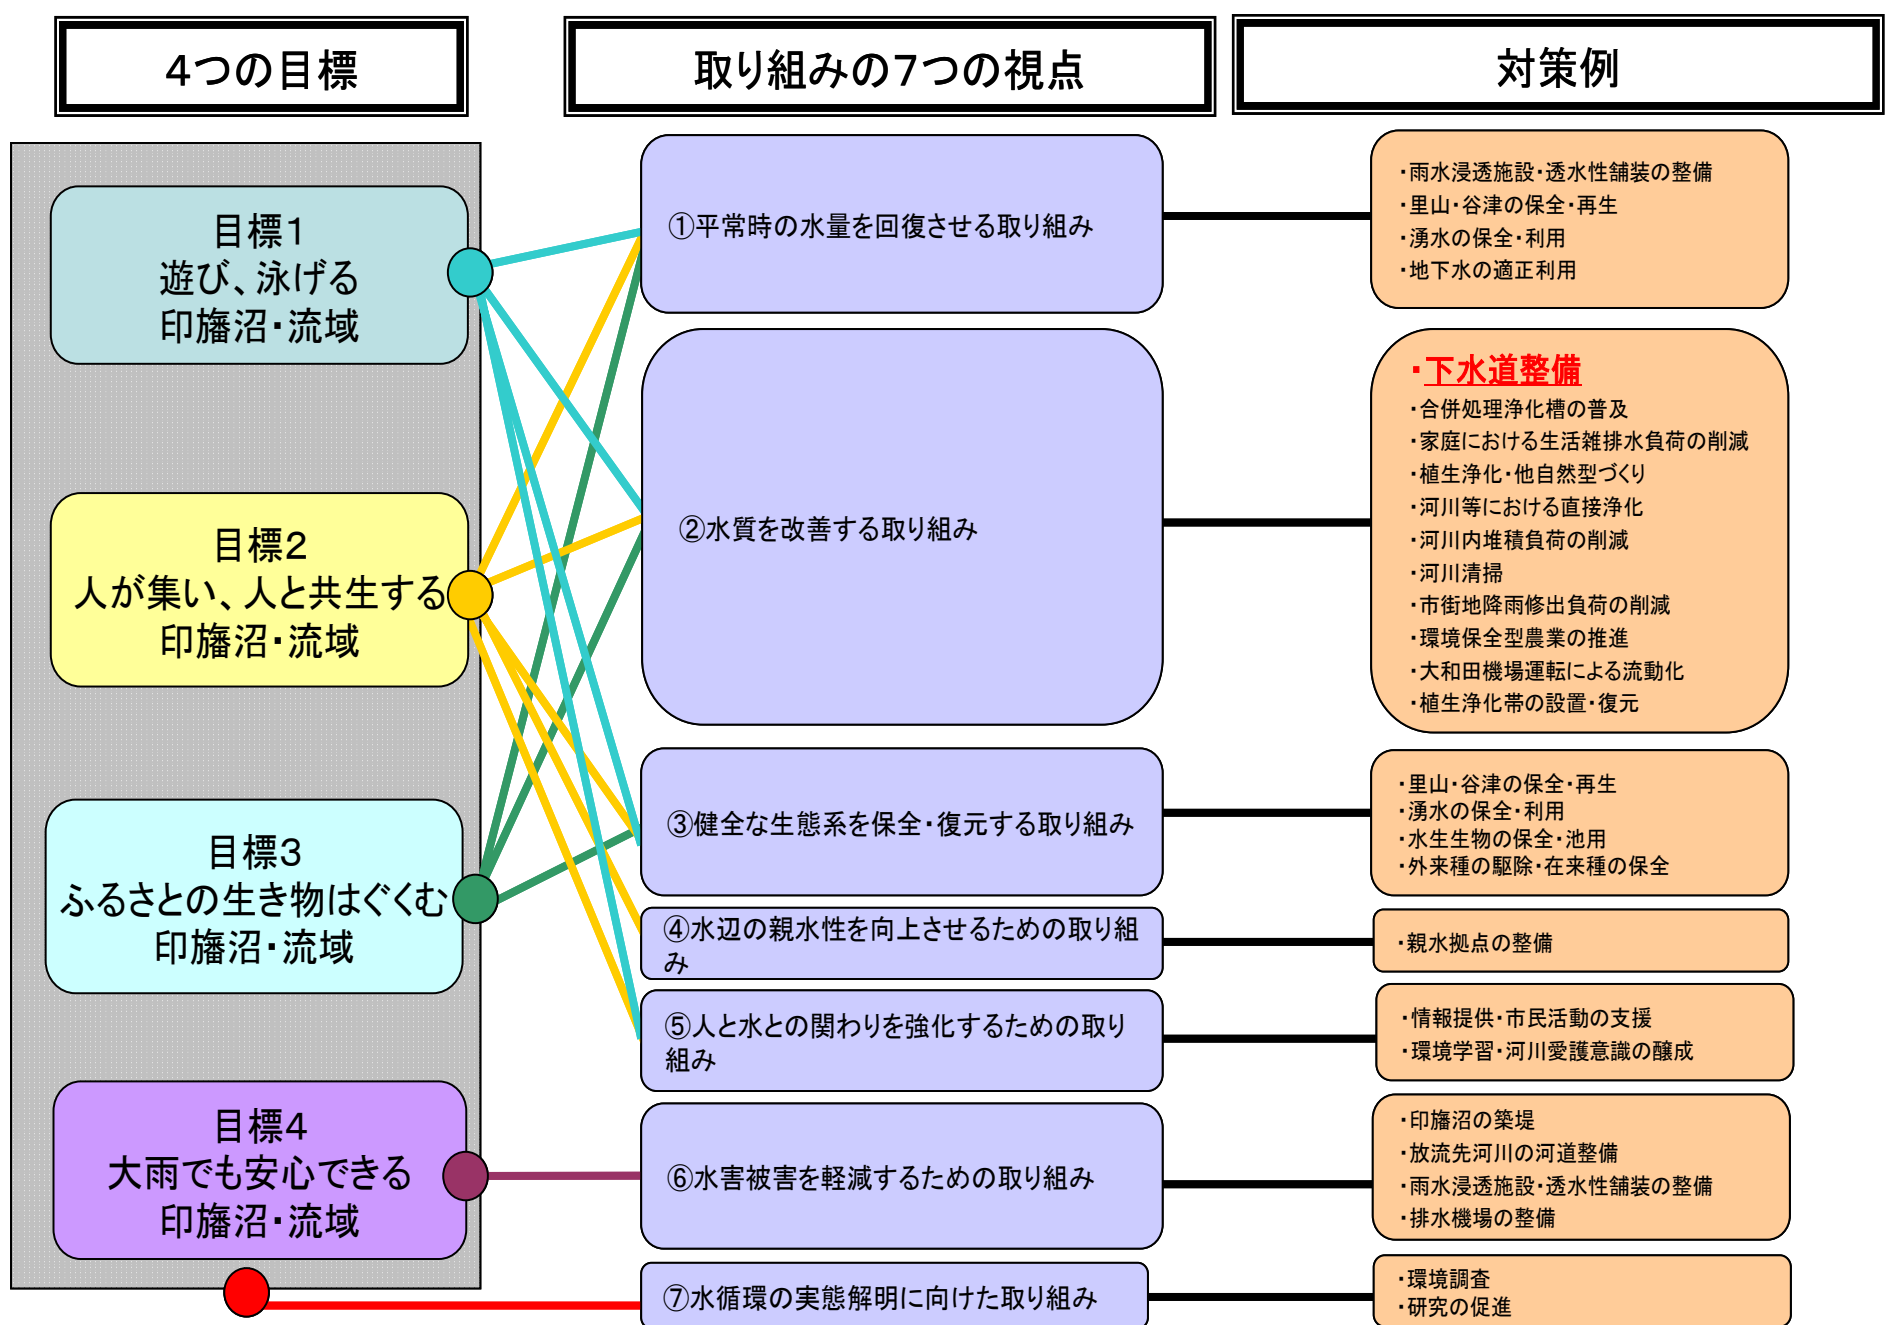 4つの目標
取り組みの7つの視点
対策例
目標1
遊び、泳げる
印旛沼・流域
目標2
人が集い、人と共生する
印旛沼・流域
目標3
ふるさとの生き物はぐくむ
印旛沼・流域
目標4
大雨でも安心できる
印旛沼・流域
①平常時の水量を回復させる取り組み
②水質を改善する取り組み
③健全な生態系を保全・復元する取り組み
④水辺の親水性を向上させるための取り組
み
⑤人と水との関わりを強化するための取り
組み
⑥水害被害を軽減するための取り組み
⑦水循環の実態解明に向けた取り組み
・雨水浸透施設・透水性舗装の整備
・里山・谷津の保全・再生
・湧水の保全・利用
・地下水の適正利用
・下水道整備
・合併処理浄化槽の普及
・家庭における生活雑排水負荷の削減
・植生浄化・他自然型づくり
・河川等における直接浄化
・河川内堆積負荷の削減
・河川清掃
・市街地降雨修出負荷の削減
・環境保全型農業の推進
・大和田機場運転による流動化
・植生浄化帯の設置・復元
・里山・谷津の保全・再生
・湧水の保全・利用
・水生生物の保全・池用
・外来種の駆除・在来種の保全
・親水拠点の整備
・情報提供・市民活動の支援
・環境学習・河川愛護意識の醸成
・印旛沼の築堤
・放流先河川の河道整備
・雨水浸透施設・透水性舗装の整備
・排水機場の整備
・環境調査
・研究の促進